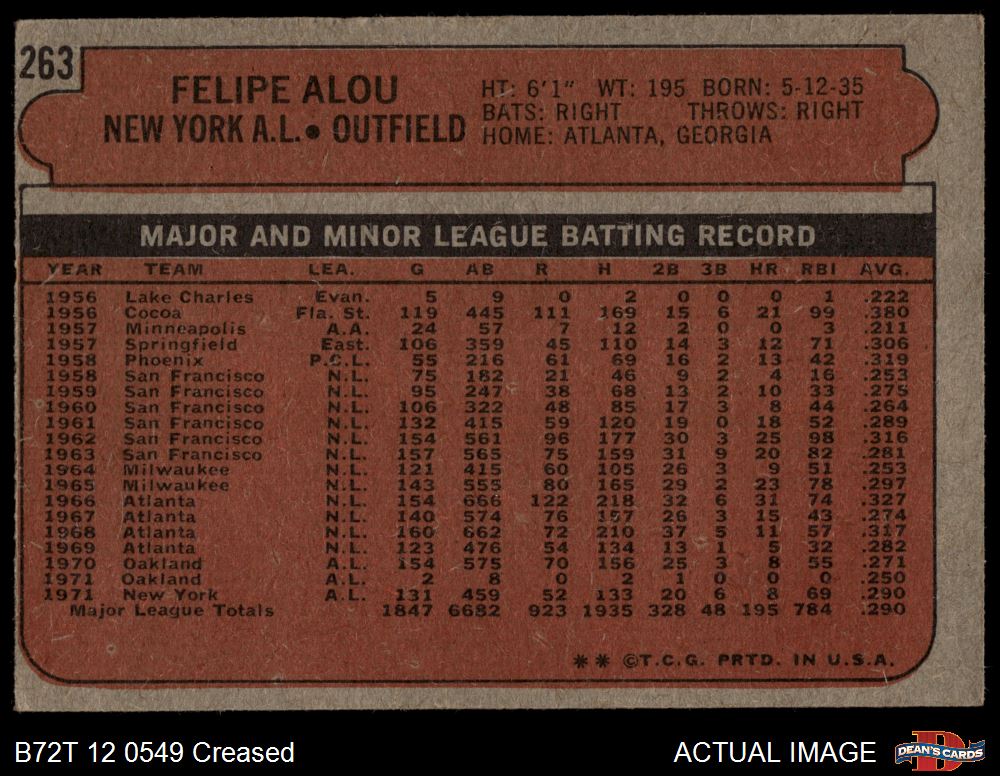 263
FELIPE ALOU
NEW YORK A.L. • OUTFIELD
HT: 6'1" WT: 195 BORN: 5-12-35
BATS: RIGHT THROWS: RIGHT
HOME: ATLANTA, GEORGIA
MAJOR AND MINOR LEAGUE BATTING RECORD
YEAR TEAM LEA. G AB R H 2B 3B HR RBI AVG.
1956 Lake Charles Evan. 5 9 0 2 0 0 0 1 .222
1956 Cocoa Fla. St. 119 445 111 169 15 6 21 99 .380
1957 Minneapolis A.A. 24 57 7 12 2 0 0 3 .211
1957 Springfield East. 106 359 45 110 14 3 12 71 .306
1958 Phoenix P.C.L. 55 216 61 69 16 2 13 42 .319
1958 San Francisco N.L. 75 182 21 46 9 2 4 16 .253
1959 San Francisco N.L. 95 247 38 68 13 2 10 33 .275
1960 San Francisco N.L. 106 322 48 85 17 3 8 44 .264
1961 San Francisco N.L. 132 415 59 120 19 0 18 52 .289
1962 San Francisco N.L. 154 561 96 177 30 3 25 98 .316
1963 San Francisco N.L. 157 565 75 159 31 9 20 82 .281
1964 Milwaukee N.L. 121 415 60 105 26 3 9 51 .253
1965 Milwaukee N.L. 143 555 80 165 29 2 23 78 .297
1966 Atlanta N.L. 154 666 122 218 32 6 31 74 .327
1967 Atlanta N.L. 140 574 76 157 26 3 15 43 .274
1968 Atlanta N.L. 160 662 72 210 37 5 11 57 .317
1969 Atlanta N.L. 123 476 54 134 13 1 5 32 .282
1970 Oakland A.L. 154 575 70 156 25 3 8 55 .271
1971 Oakland A.L. 2 8 0 2 1 0 0 0 .250
1971 New York A.L. 131 459 52 133 20 6 8 69 .290
Major League Totals 1847 6682 923 1935 328 48 195 784 .290
** ©T.C.G. PRTD. IN U.S.A.
B72T 12 0549 Creased
ACTUAL IMAGE
D
DEAN'S CARDS